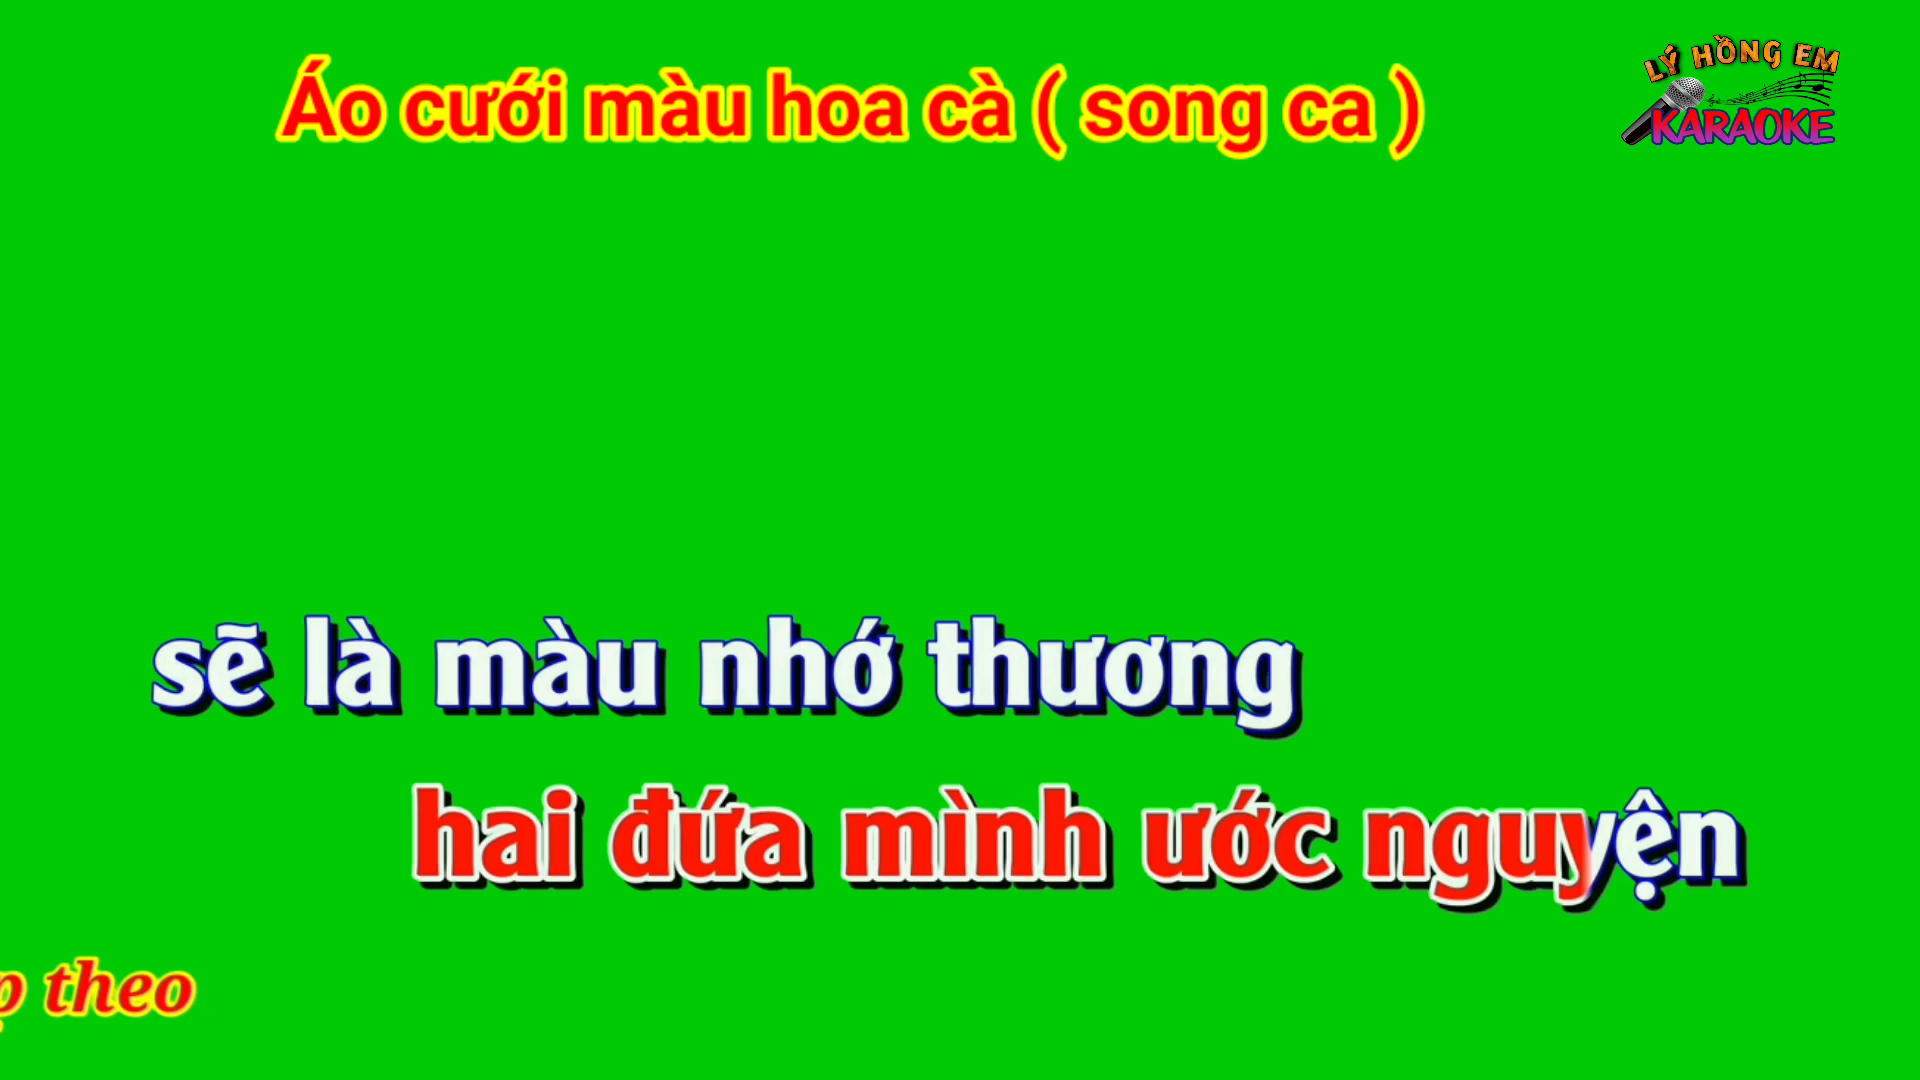 Áo cưới màu hoa cà ( song ca )
LÝ HỒNG EM
KARAOKE
sẽ là màu nhớ thương
hai đứa mình ước nguyện
p theo